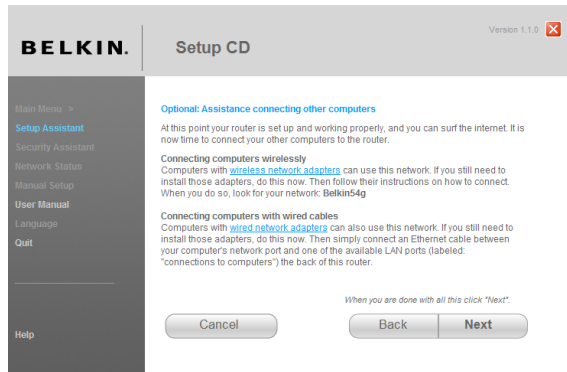 Version 1.1.0
BELKIN.
Setup CD
Main Menu >
Setup Assistant
Security Assistant
Network Status
Manual Setup
User Manual
Language
Quit
Help
Optional: Assistance connecting other computers
At this point your router is set up and working properly, and you can surf the internet. It is
now time to connect your other computers to the router.
Connecting computers wirelessly
Computers with wireless network adapters can use this network. If you still need to
install those adapters, do this now. Then follow their instructions on how to connect.
When you do so, look for your network: Belkin54g
Connecting computers with wired cables
Computers with wired network adapters can also use this network. If you still need to
install those adapters, do this now. Then simply connect an Ethernet cable between
your computer's network port and one of the available LAN ports (labeled:
"connections to computers") the back of this router.
When you are done with all this click "Next".
Cancel
Back
Next